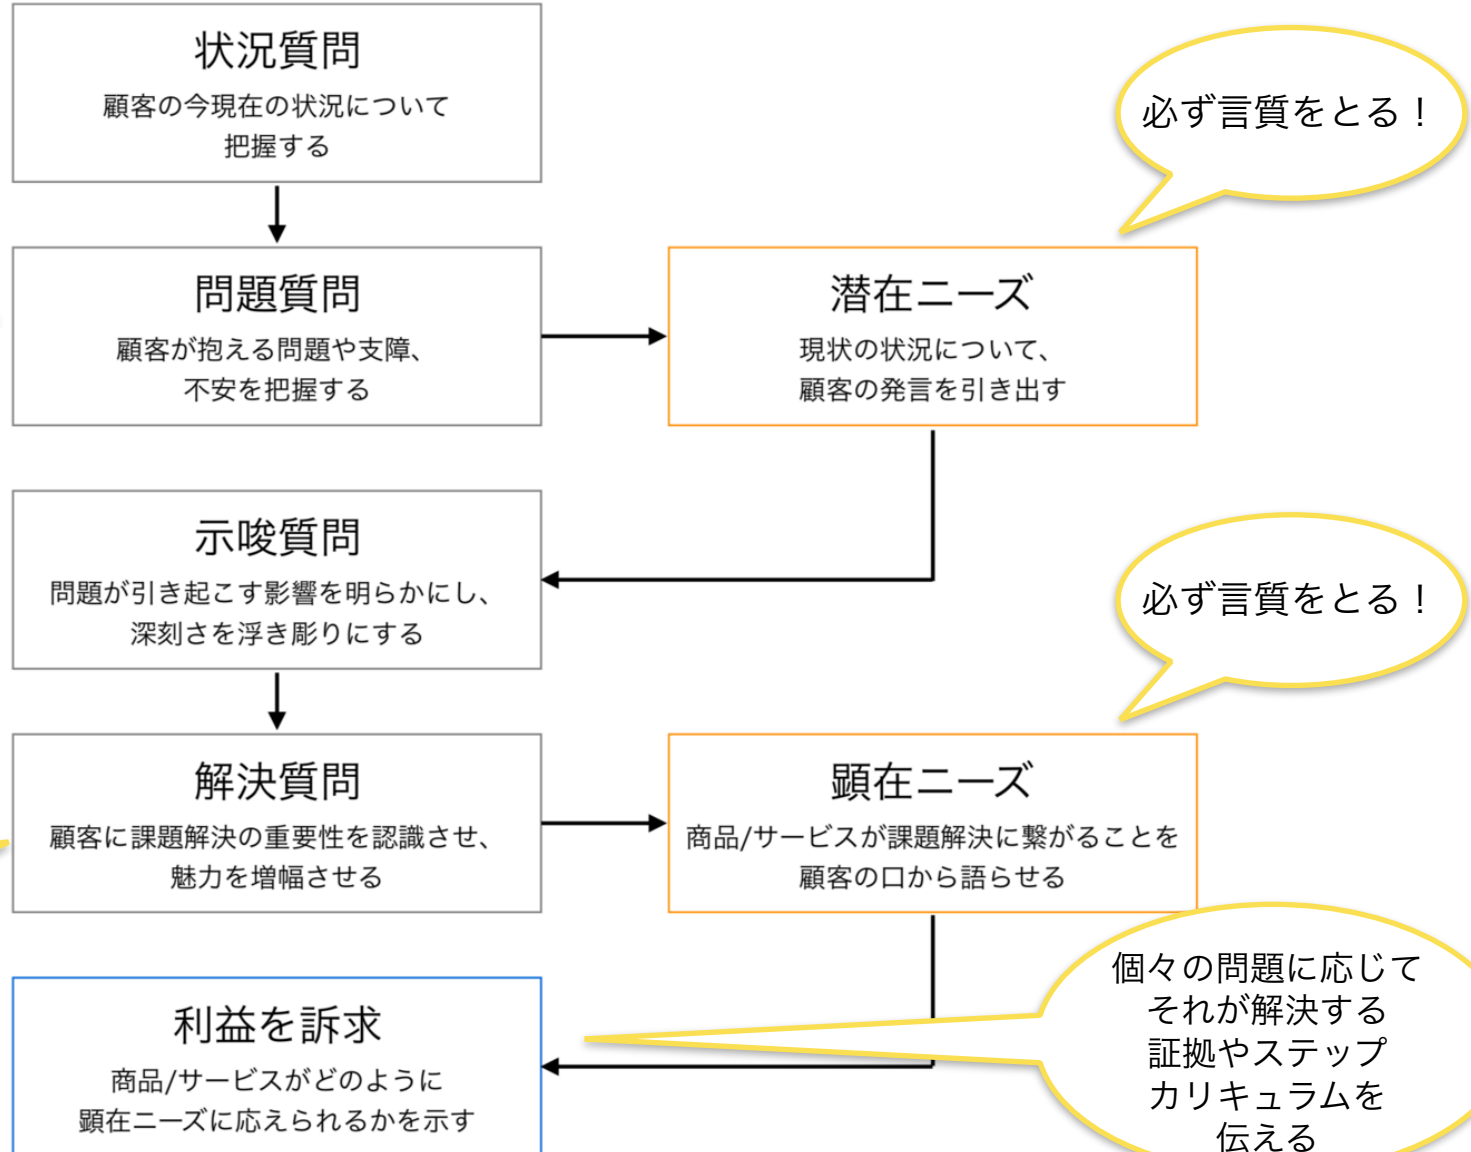 状況質問
顧客の今現在の状況について
把握する
必ず言質をとる！
問題質問
顧客が抱える問題や支障、
不安を把握する
潜在ニーズ
現状の状況について、
顧客の発言を引き出す
示唆質問
問題が引き起こす影響を明らかにし、
深刻さを浮き彫りにする
必ず言質をとる！
解決質問
顧客に課題解決の重要性を認識させ、
魅力を増幅させる
顕在ニーズ
商品/サービスが課題解決に繋がることを
顧客の口から語らせる
利益を訴求
商品/サービスがどのように
顕在ニーズに応えられるかを示す
個々の問題に応じて
それが解決する
証拠やステップ
カリキュラムを
伝える